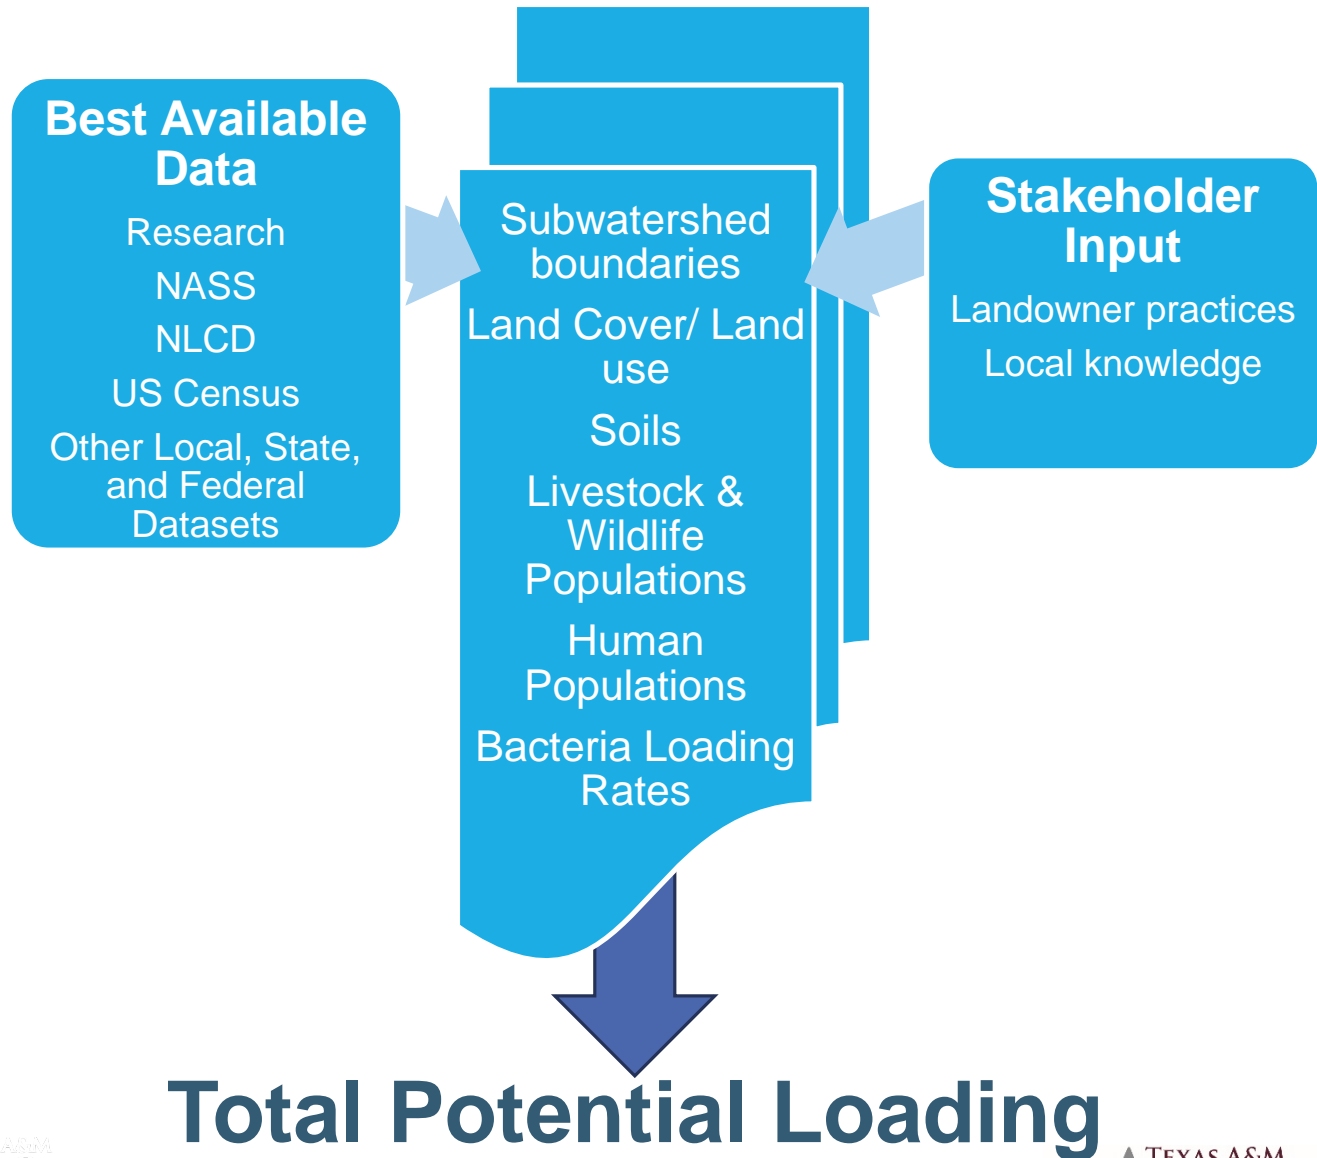 Best Available
Data
Research
NASS
NLCD
US Census
Other Local, State,
and Federal
Datasets
Subwatershed
boundaries
Land Cover/ Land
use
Soils
Livestock &
Wildlife
Populations
Human
Populations
Bacteria Loading
Rates
Stakeholder
Input
Landowner practices
Local knowledge
Total Potential Loading
A&M
TEXAS A&M